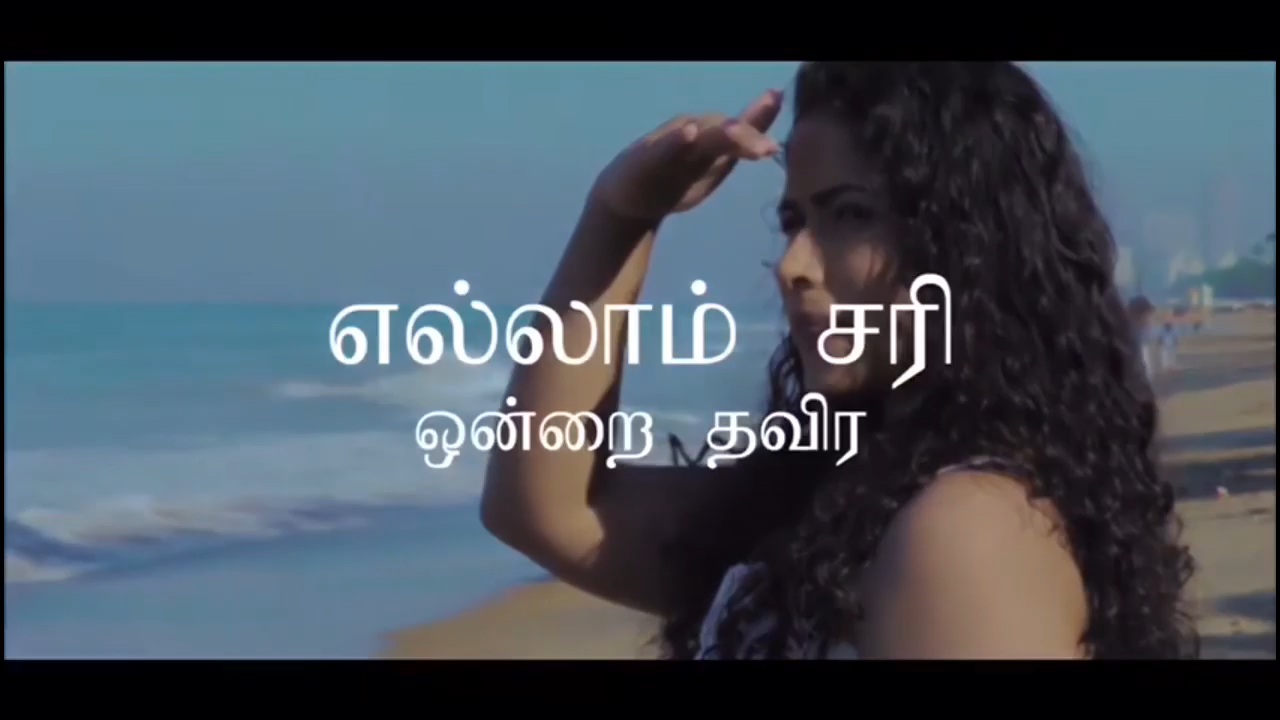 எல்லாம் சரி
ஒன்றை தவிர